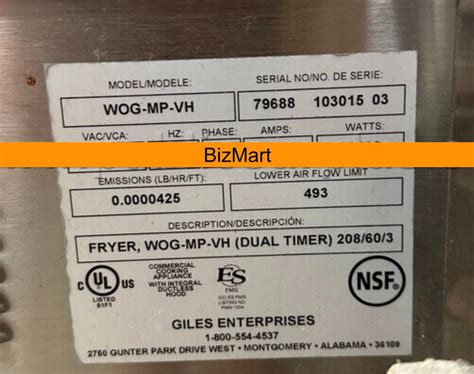 MODEL/MODELE: SERIAL NO/NO. DE SERIE:
WOG-MP-VH 79688 103015 03
VAC/VCA: HZ: PHASE: AMPS: WATTS:
BizMart
EMISSIONS (LB/HR/FT): LOWER AIR FLOW LIMIT
0.0000425 493
DESCRIPTION/DESCRIPCIÓN:
FRYER, WOG-MP-VH (DUAL TIMER) 208/60/3
COMMERCIAL
COOKING
APPLIANCE
WITH INTEGRAL
DUCTLESS
HOOD
C UL US
LISTED
ES
NSF®
GILES ENTERPRISES
1-800-554-4537
2750 GUNTER PARK DRIVE WEST • MONTGOMERY • ALABAMA • 36109